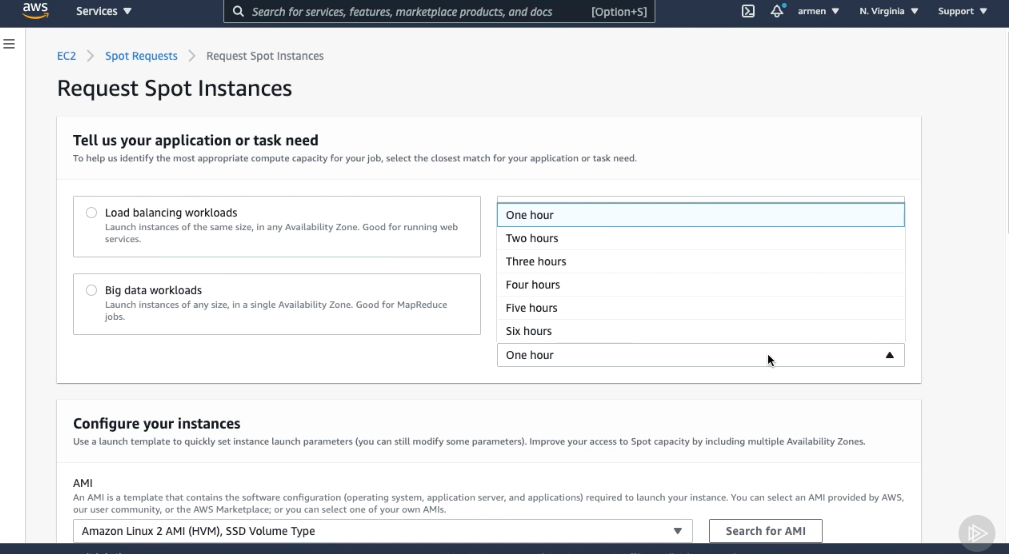 aws
Services
Search for services, features, marketplace products, and docs [Option+S]
armen
N. Virginia
Support
EC2 > Spot Requests > Request Spot Instances
Request Spot Instances
Tell us your application or task need
To help us identify the most appropriate compute capacity for your job, select the closest match for your application or task need.
Load balancing workloads
Launch instances of the same size, in any Availability Zone. Good for running web
services.
Big data workloads
Launch instances of any size, in a single Availability Zone. Good for MapReduce
jobs.
One hour
Two hours
Three hours
Four hours
Five hours
Six hours
One hour
Configure your instances
Use a launch template to quickly set instance launch parameters (you can still modify some parameters). Improve your access to Spot capacity by including multiple Availability Zones.
AMI
An AMI is a template that contains the software configuration (operating system, application server, and applications) required to launch your instance. You can select an AMI provided by AWS,
our user community, or the AWS Marketplace; or you can select one of your own AMIs.
Amazon Linux 2 AMI (HVM), SSD Volume Type
Search for AMI